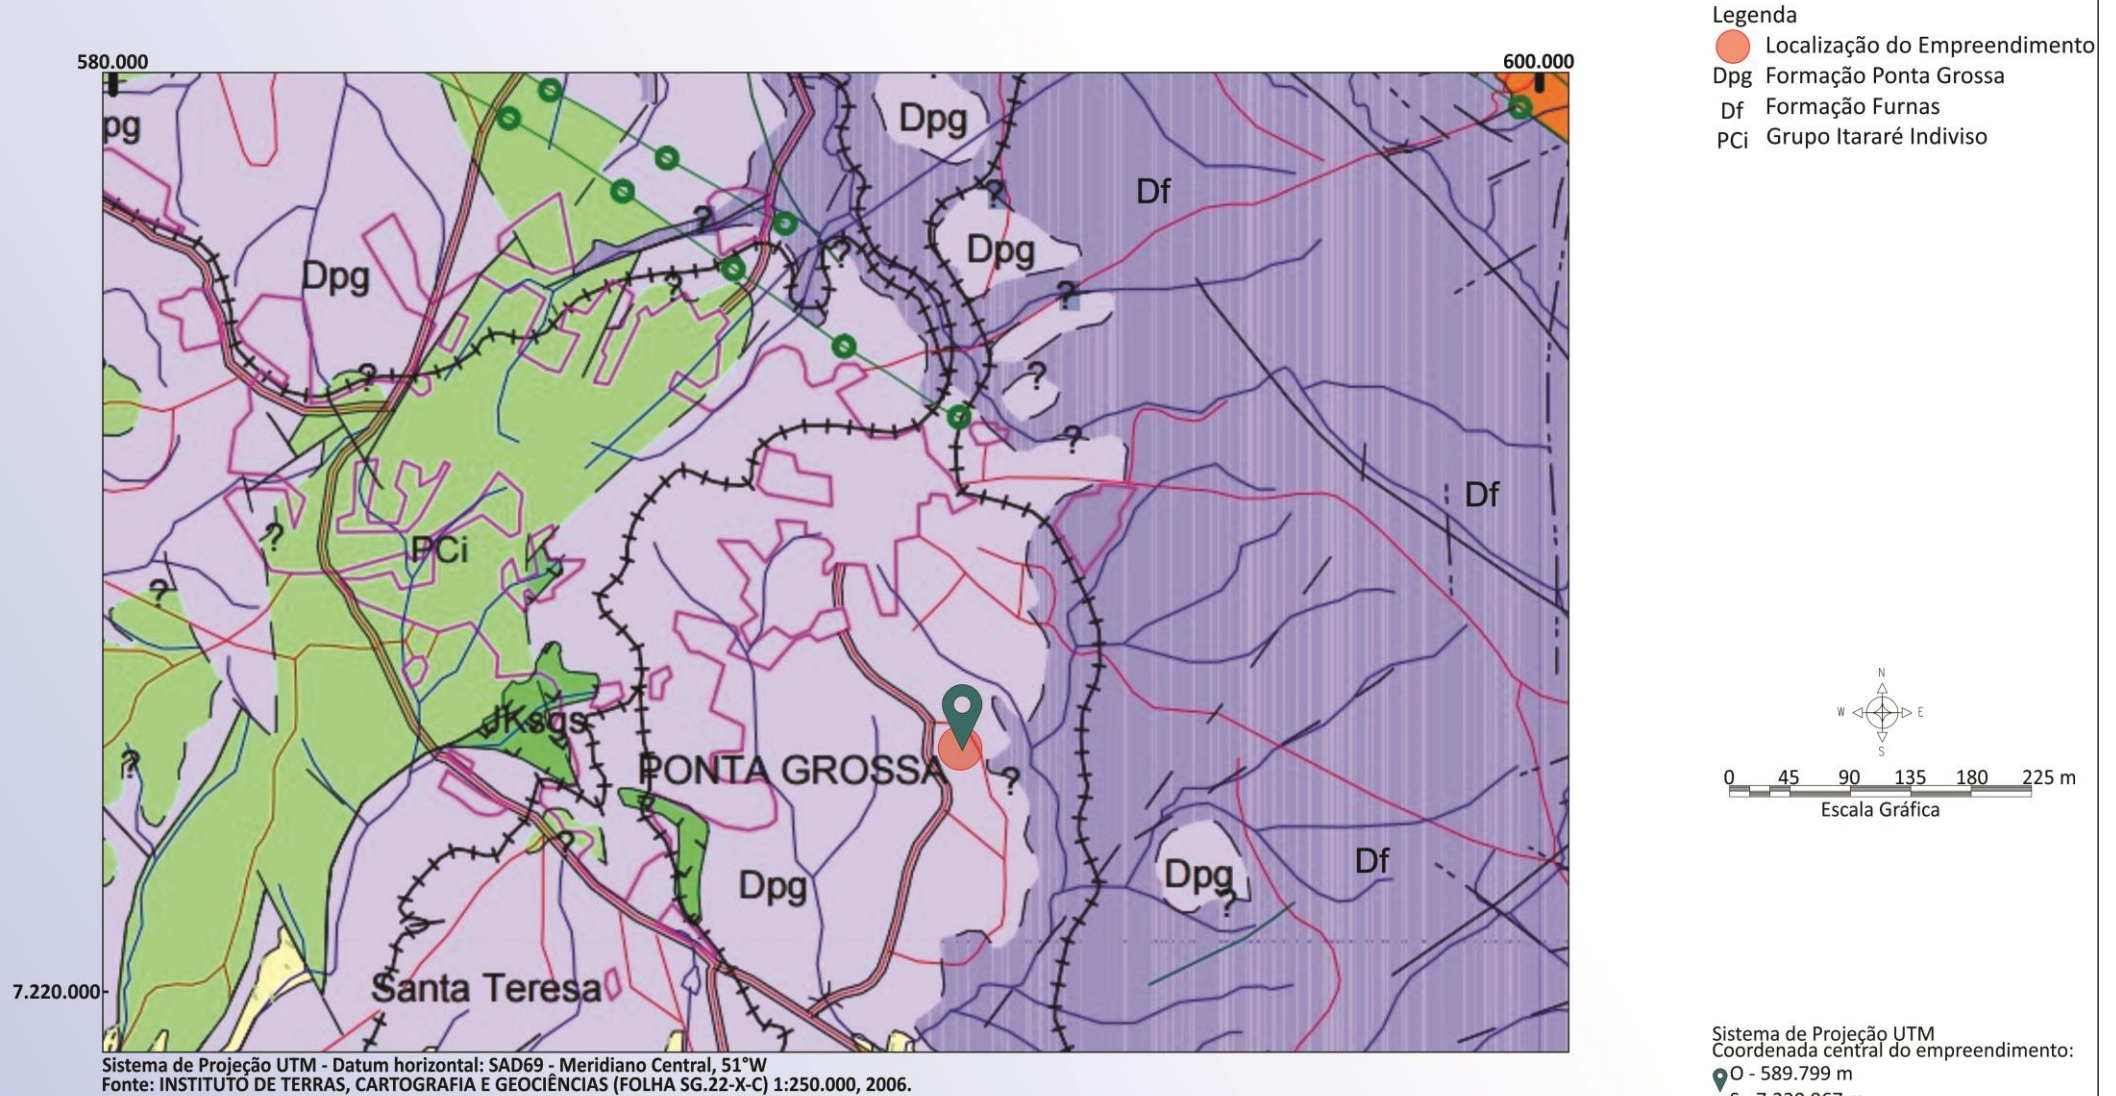 Legenda
Localização do Empreendimento
Dpg Formação Ponta Grossa
Df Formação Furnas
PCi Grupo Itararé Indiviso
580.000
600.000
pg
Dpg
Df
?
?
Dpg
?
?
Dpg
?
?
?
?
?
Df
?
PCi
?
JKsgs
?
PONTA GROSSA
?
?
Dpg
Dpg
?
Df
7.220.000
Santa Teresa
N
W
E
S
0 45 90 135 180 225 m
Escala Gráfica
Sistema de Projeção UTM - Datum horizontal: SAD69 - Meridiano Central, 51°W
Fonte: INSTITUTO DE TERRAS, CARTOGRAFIA E GEOCIÊNCIAS (FOLHA SG.22-X-C) 1:250.000, 2006.
Sistema de Projeção UTM
Coordenada central do empreendimento:
O - 589.799 m